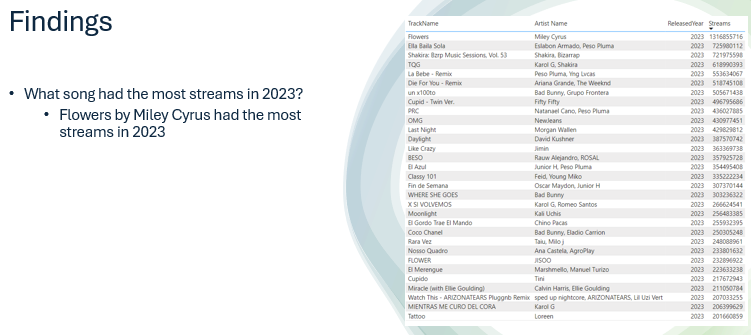 Findings
• What song had the most streams in 2023?
• Flowers by Miley Cyrus had the most
streams in 2023
TrackName Artist Name ReleasedYear Streams
Flowers Miley Cyrus 2023 1316855716
Ella Baila Sola Eslabon Armado, Peso Pluma 2023 725980112
Shakira: Bzrp Music Sessions, Vol. 53 Shakira, Bizarrap 2023 721975598
TQG Karol G, Shakira 2023 618990393
La Bebe - Remix Peso Pluma, Yng Lvcas 2023 553634067
Die For You - Remix Ariana Grande, The Weeknd 2023 518745108
un x100to Bad Bunny, Grupo Frontera 2023 505671438
Cupid - Twin Ver. Fifty Fifty 2023 496795686
PRC Natanael Cano, Peso Pluma 2023 436027885
OMG NewJeans 2023 430977451
Last Night Morgan Wallen 2023 429829812
Daylight David Kushner 2023 387570742
Like Crazy Jimin 2023 363369738
BESO Rauw Alejandro, ROSAL 2023 357925728
El Azul Junior H, Peso Pluma 2023 354495408
Classy 101 Feid, Young Miko 2023 335222234
Fin de Semana Oscar Maydon, Junior H 2023 307370144
WHERE SHE GOES Bad Bunny 2023 303236322
X SI VOLVEMOS Karol G, Romeo Santos 2023 266624541
Moonlight Kali Uchis 2023 256483385
El Gordo Trae El Mando Chino Pacas 2023 255932395
Coco Chanel Bad Bunny, Eladio Carrion 2023 250305248
Rara Vez Taiu, Milo j 2023 248088961
Nosso Quadro Ana Castela, AgroPlay 2023 233801632
FLOWER JISOO 2023 232896922
El Merengue Marshmello, Manuel Turizo 2023 223633238
Cupido Tini 2023 217672943
Miracle (with Ellie Goulding) Calvin Harris, Ellie Goulding 2023 211050784
Watch This - ARIZONATEARS Pluggnb Remix sped up nightcore, ARIZONATEARS, Lil Uzi Vert 2023 207033255
MIENTRAS ME CURO DEL CORA Karol G 2023 206399629
Tattoo Loreen 2023 201660859